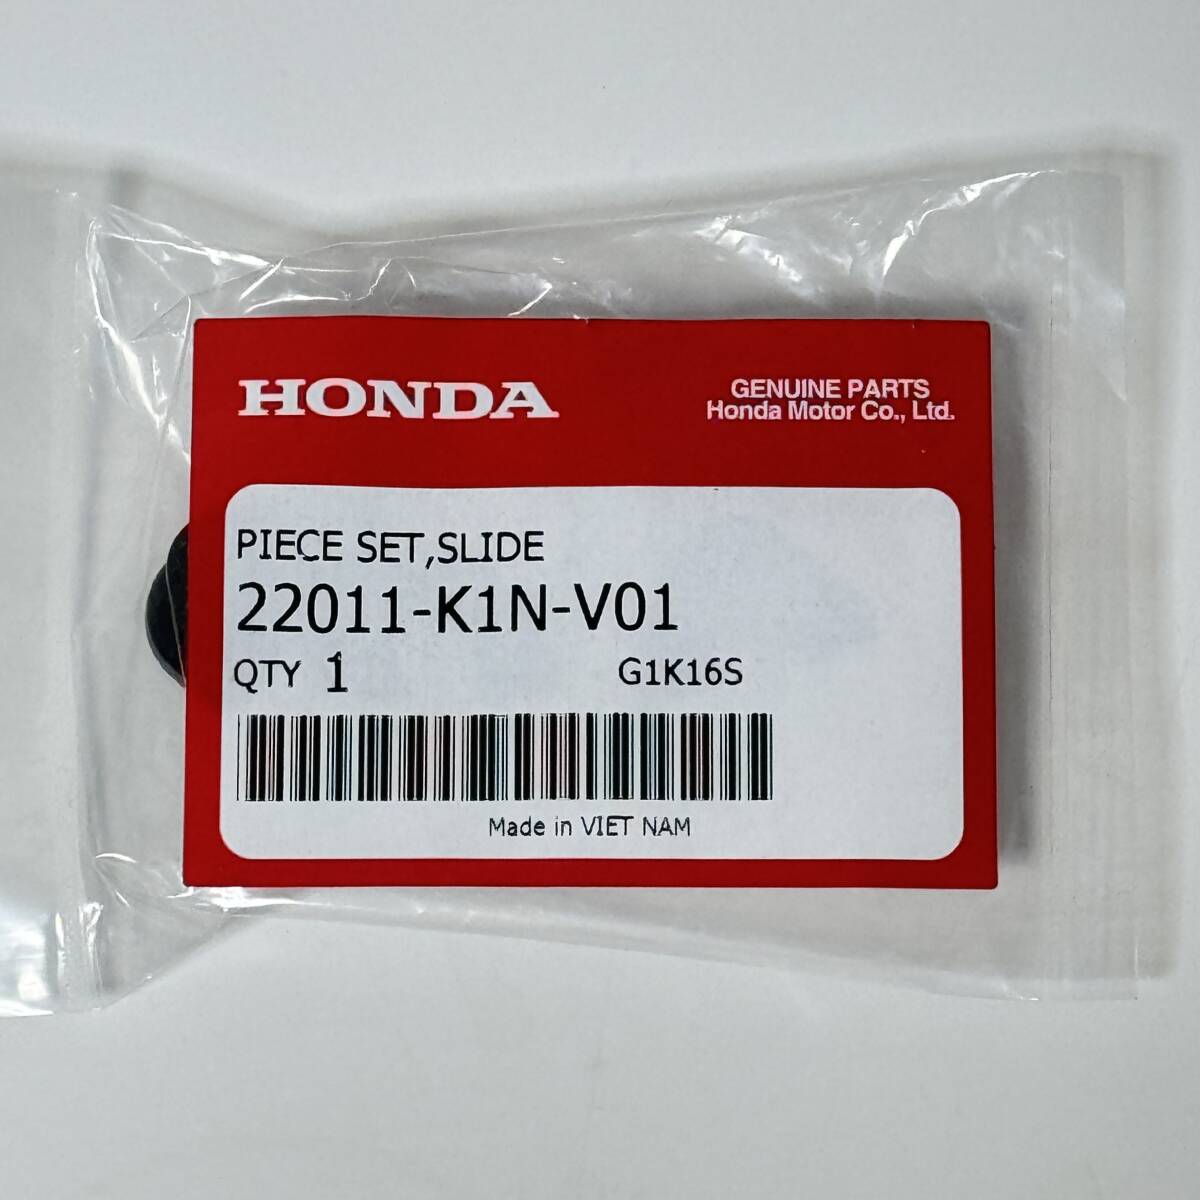 HONDA
GENUINE PARTS
Honda Motor Co., Ltd.
PIECE SET,SLIDE
22011-K1N-V01
QTY 1 G1K16S
Made in VIET NAM